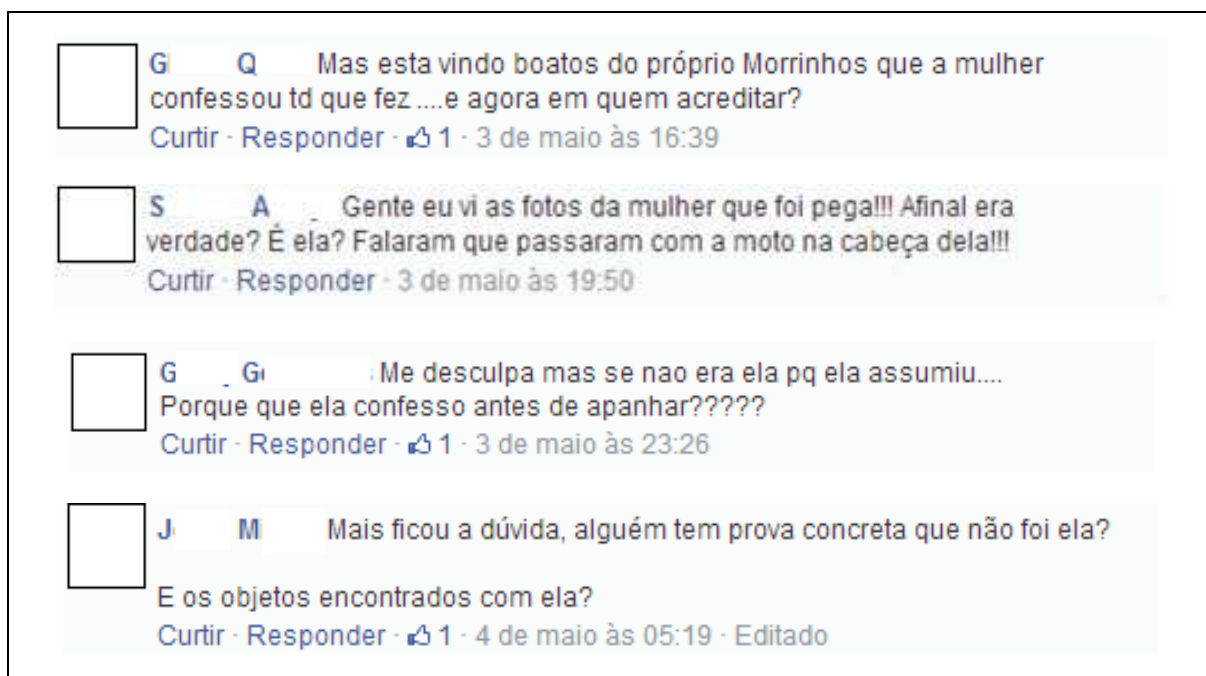 G Q Mas esta vindo boatos do próprio Morrinhos que a mulher
confessou td que fez ....e agora em quem acreditar?
Curtir · Responder · 1 · 3 de maio às 16:39
S A Gente eu vi as fotos da mulher que foi pega!!! Afinal era
verdade? É ela? Falaram que passaram com a moto na cabeça dela!!!
Curtir · Responder · 3 de maio às 19:50
G G Me desculpa mas se nao era ela pq ela assumiu....
Porque que ela confesso antes de apanhar?????
Curtir · Responder · 1 · 3 de maio às 23:26
J M Mais ficou a dúvida, alguém tem prova concreta que não foi ela?
E os objetos encontrados com ela?
Curtir · Responder · 1 · 4 de maio às 05:19 · Editado